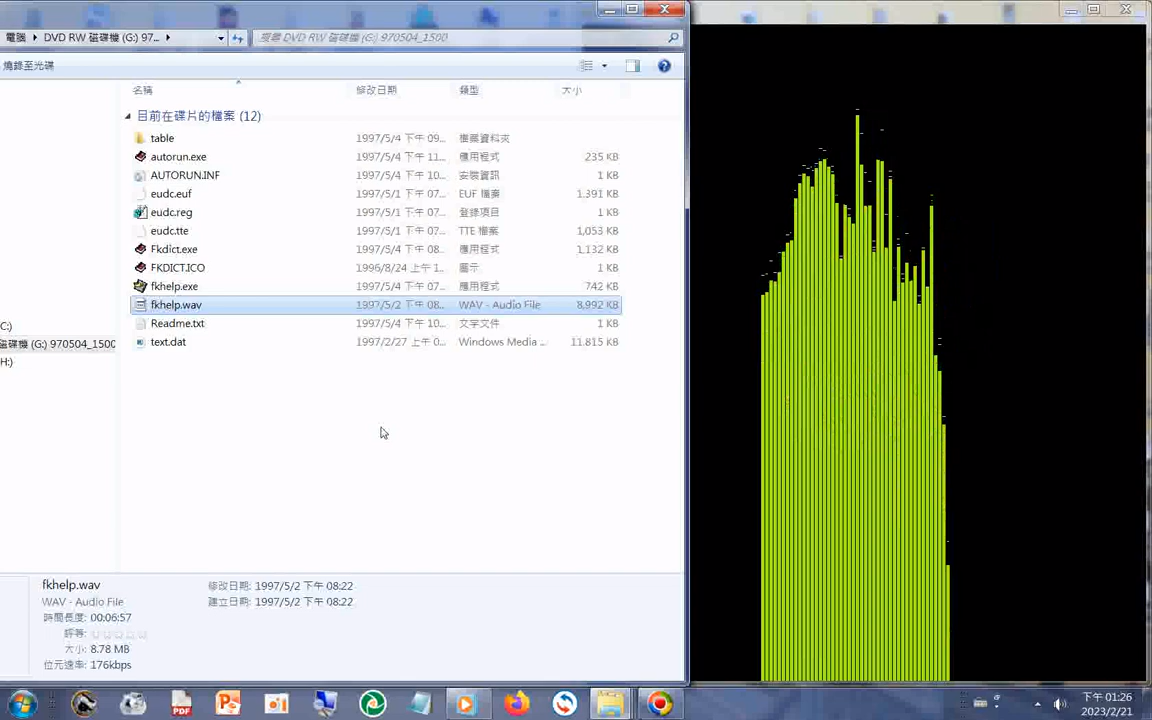 電腦 ▸ DVD RW 磁碟機 (G:) 97... ▸
搜尋 DVD RW 磁碟機 (G:) 970504_1500
燒錄至光碟
名稱 修改日期 類型 大小
目前在碟片的檔案 (12)
table 1997/5/4 下午 09... 檔案資料夾
autorun.exe 1997/5/4 下午 11... 應用程式 235 KB
AUTORUN.INF 1997/5/4 下午 10... 安裝資訊 1 KB
eudc.euf 1997/5/1 下午 07... EUF 檔案 1,391 KB
eudc.reg 1997/5/1 下午 07... 登錄項目 1 KB
eudc.tte 1997/5/1 下午 07... TTE 檔案 1,053 KB
Fkdict.exe 1997/5/4 下午 08... 應用程式 1,132 KB
FKDICT.ICO 1996/8/24 上午 1... 圖示 1 KB
fkhelp.exe 1997/5/4 下午 08... 應用程式 742 KB
fkhelp.wav 1997/5/2 下午 08... WAV - Audio File 8,992 KB
C:)
Readme.txt 1997/5/4 下午 10... 文字文件 1 KB
磁碟機 (G:) 970504_1500
text.dat 1997/2/27 上午 0... Windows Media ... 11,815 KB
H:)
fkhelp.wav 修改日期: 1997/5/2 下午 08:22
WAV - Audio File 建立日期: 1997/5/2 下午 08:22
時間長度: 00:06:57
評等:
大小: 8.78 MB
位元速率: 176kbps
PDF
下午 01:26
2023/2/21